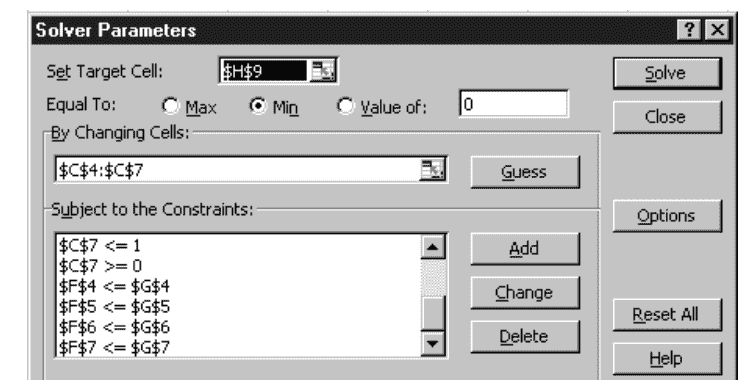 Solver Parameters ? X
Set Target Cell: $H$9 Solve
Equal To: Max Min Value of: 0
Close
By Changing Cells:
$C$4:$C$7 Guess
Subject to the Constraints: Options
$C$7 <= 1 Add
$C$7 >= 0
$F$4 <= $G$4 Change
$F$5 <= $G$5 Reset All
$F$6 <= $G$6 Delete
$F$7 <= $G$7
Help